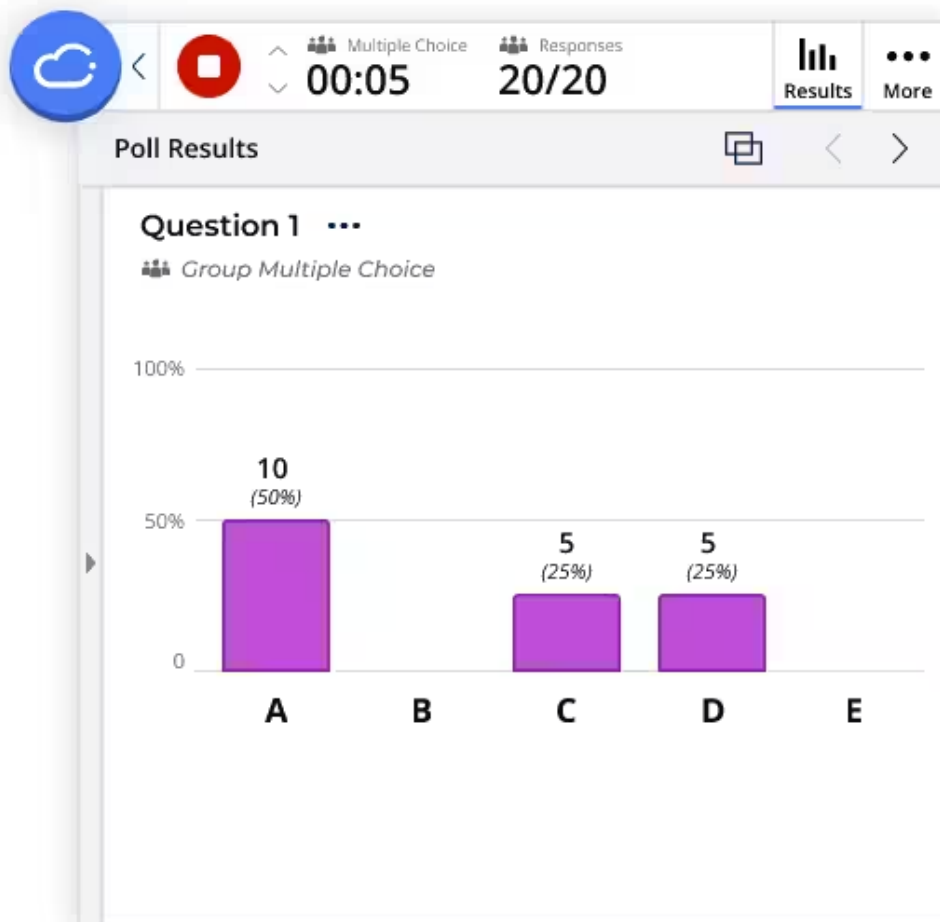 Multiple Choice Responses
00:05 20/20
Results More
Poll Results
Question 1 •••
Group Multiple Choice
100%
10
(50%)
50%
5 5
(25%) (25%)
0
A B C D E